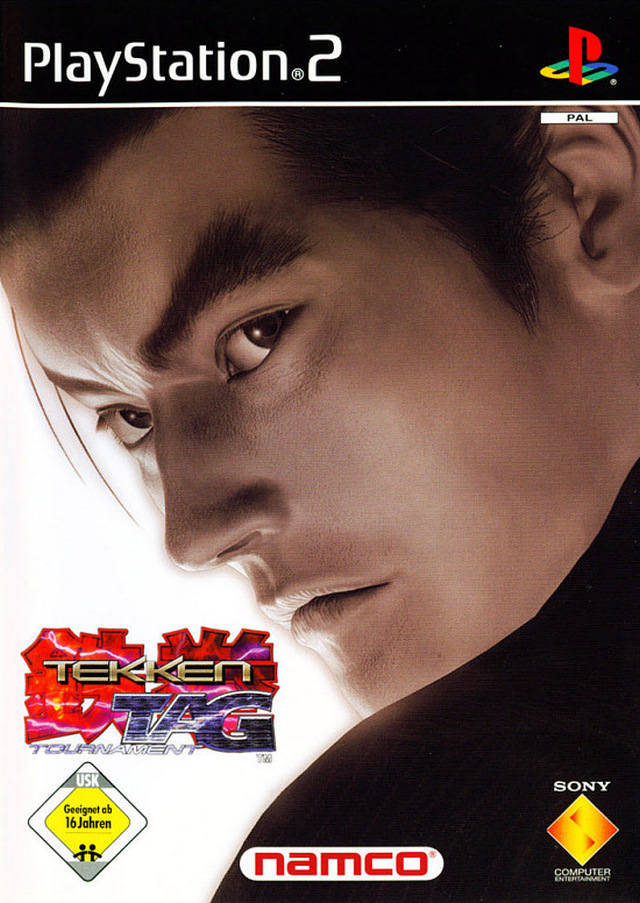 PlayStation®2
®
PAL
鉄拳
TEKKEN
TAG
TOURNAMENT
TM
USK
Geeignet ab
16 Jahren
SONY
COMPUTER
ENTERTAINMENT
namco®